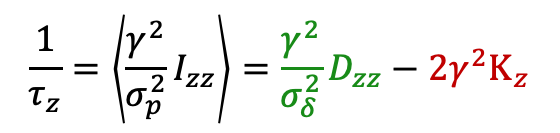 1/τ_z = ⟨γ²/σ_p² I_zz⟩ = γ²/σ_δ² D_zz − 2γ²K_z